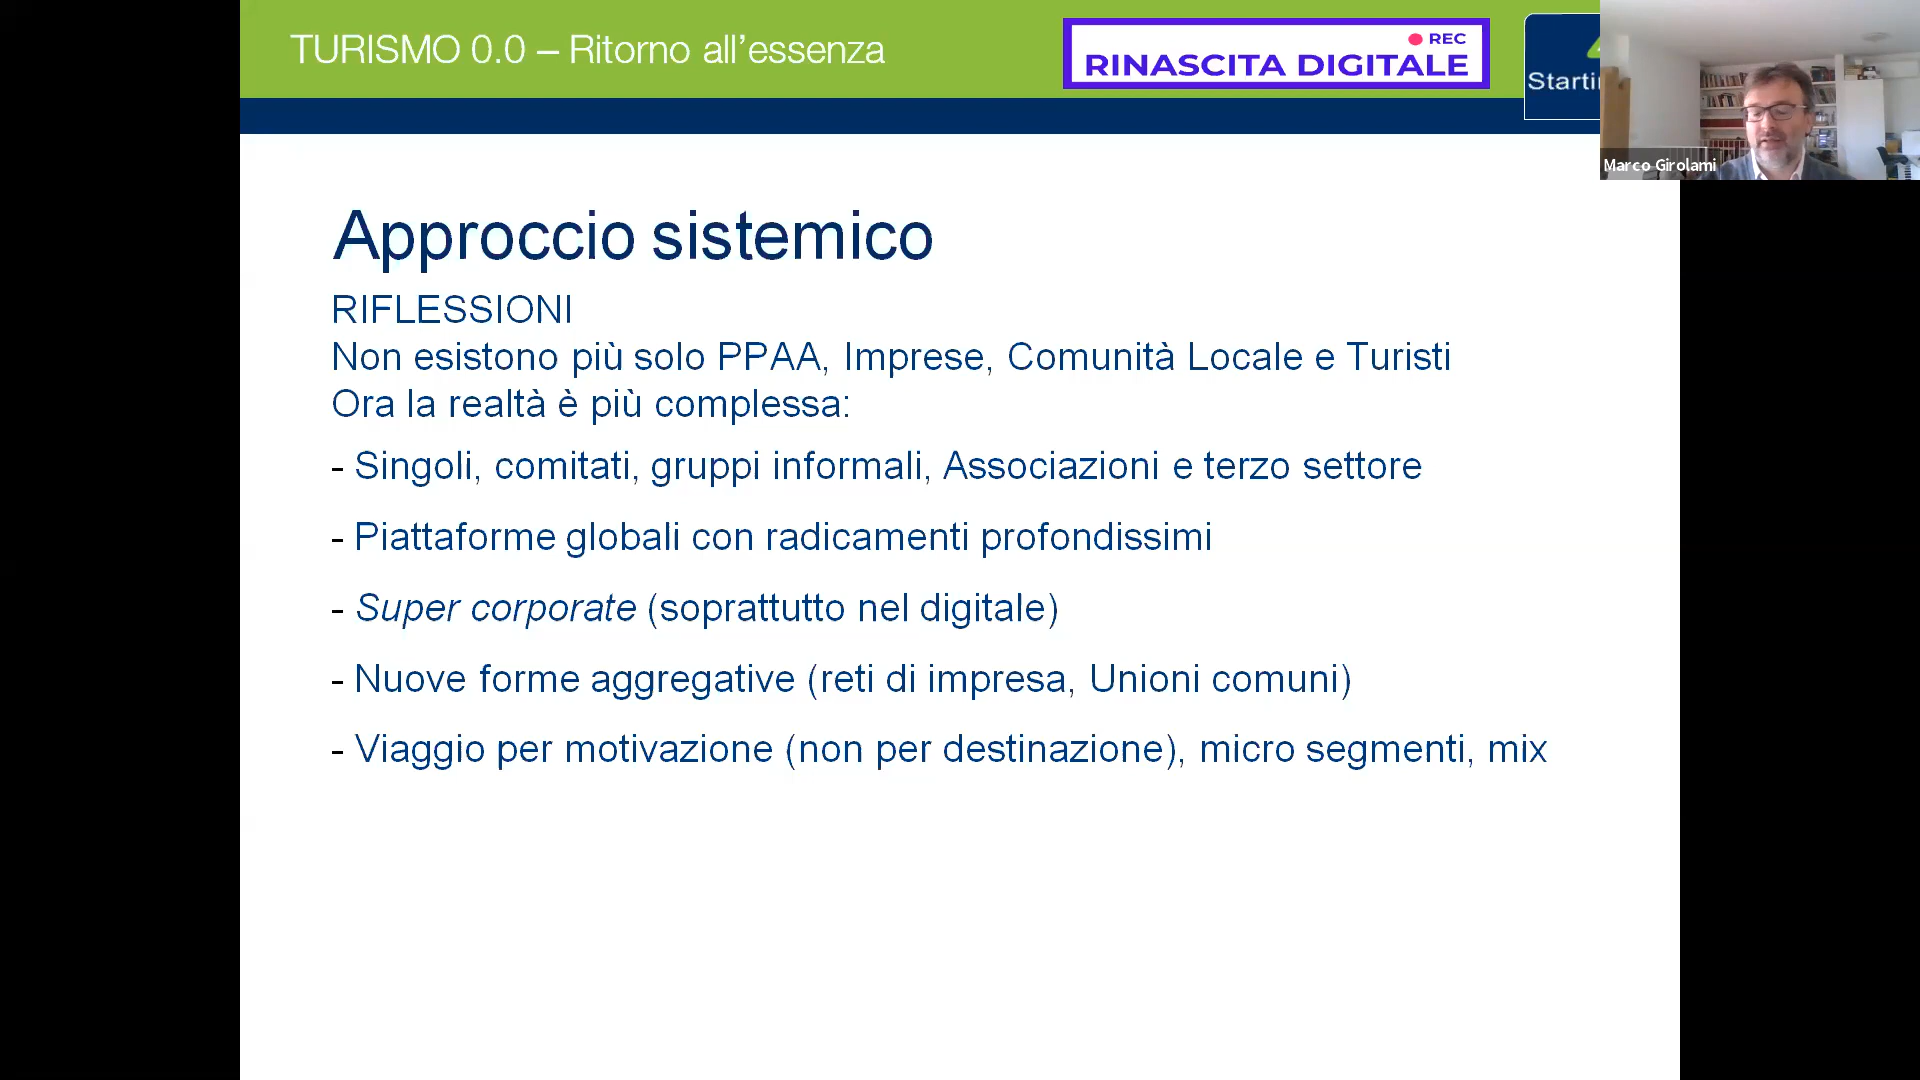 TURISMO 0.0 – Ritorno all’essenza
REC
RINASCITA DIGITALE
Marco Girolami
Approccio sistemico
RIFLESSIONI
Non esistono più solo PPAA, Imprese, Comunità Locale e Turisti
Ora la realtà è più complessa:
- Singoli, comitati, gruppi informali, Associazioni e terzo settore
- Piattaforme globali con radicamenti profondissimi
- Super corporate (soprattutto nel digitale)
- Nuove forme aggregative (reti di impresa, Unioni comuni)
- Viaggio per motivazione (non per destinazione), micro segmenti, mix